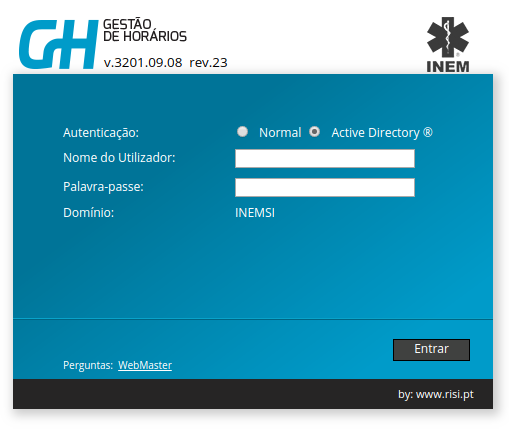 GH GESTÃO
DE HORÁRIOS
v.3201.09.08 rev.23
INEM
Autenticação: Normal Active Directory ®
Nome do Utilizador:
Palavra-passe:
Domínio: INEMSI
Entrar
Perguntas: WebMaster
by: www.risi.pt